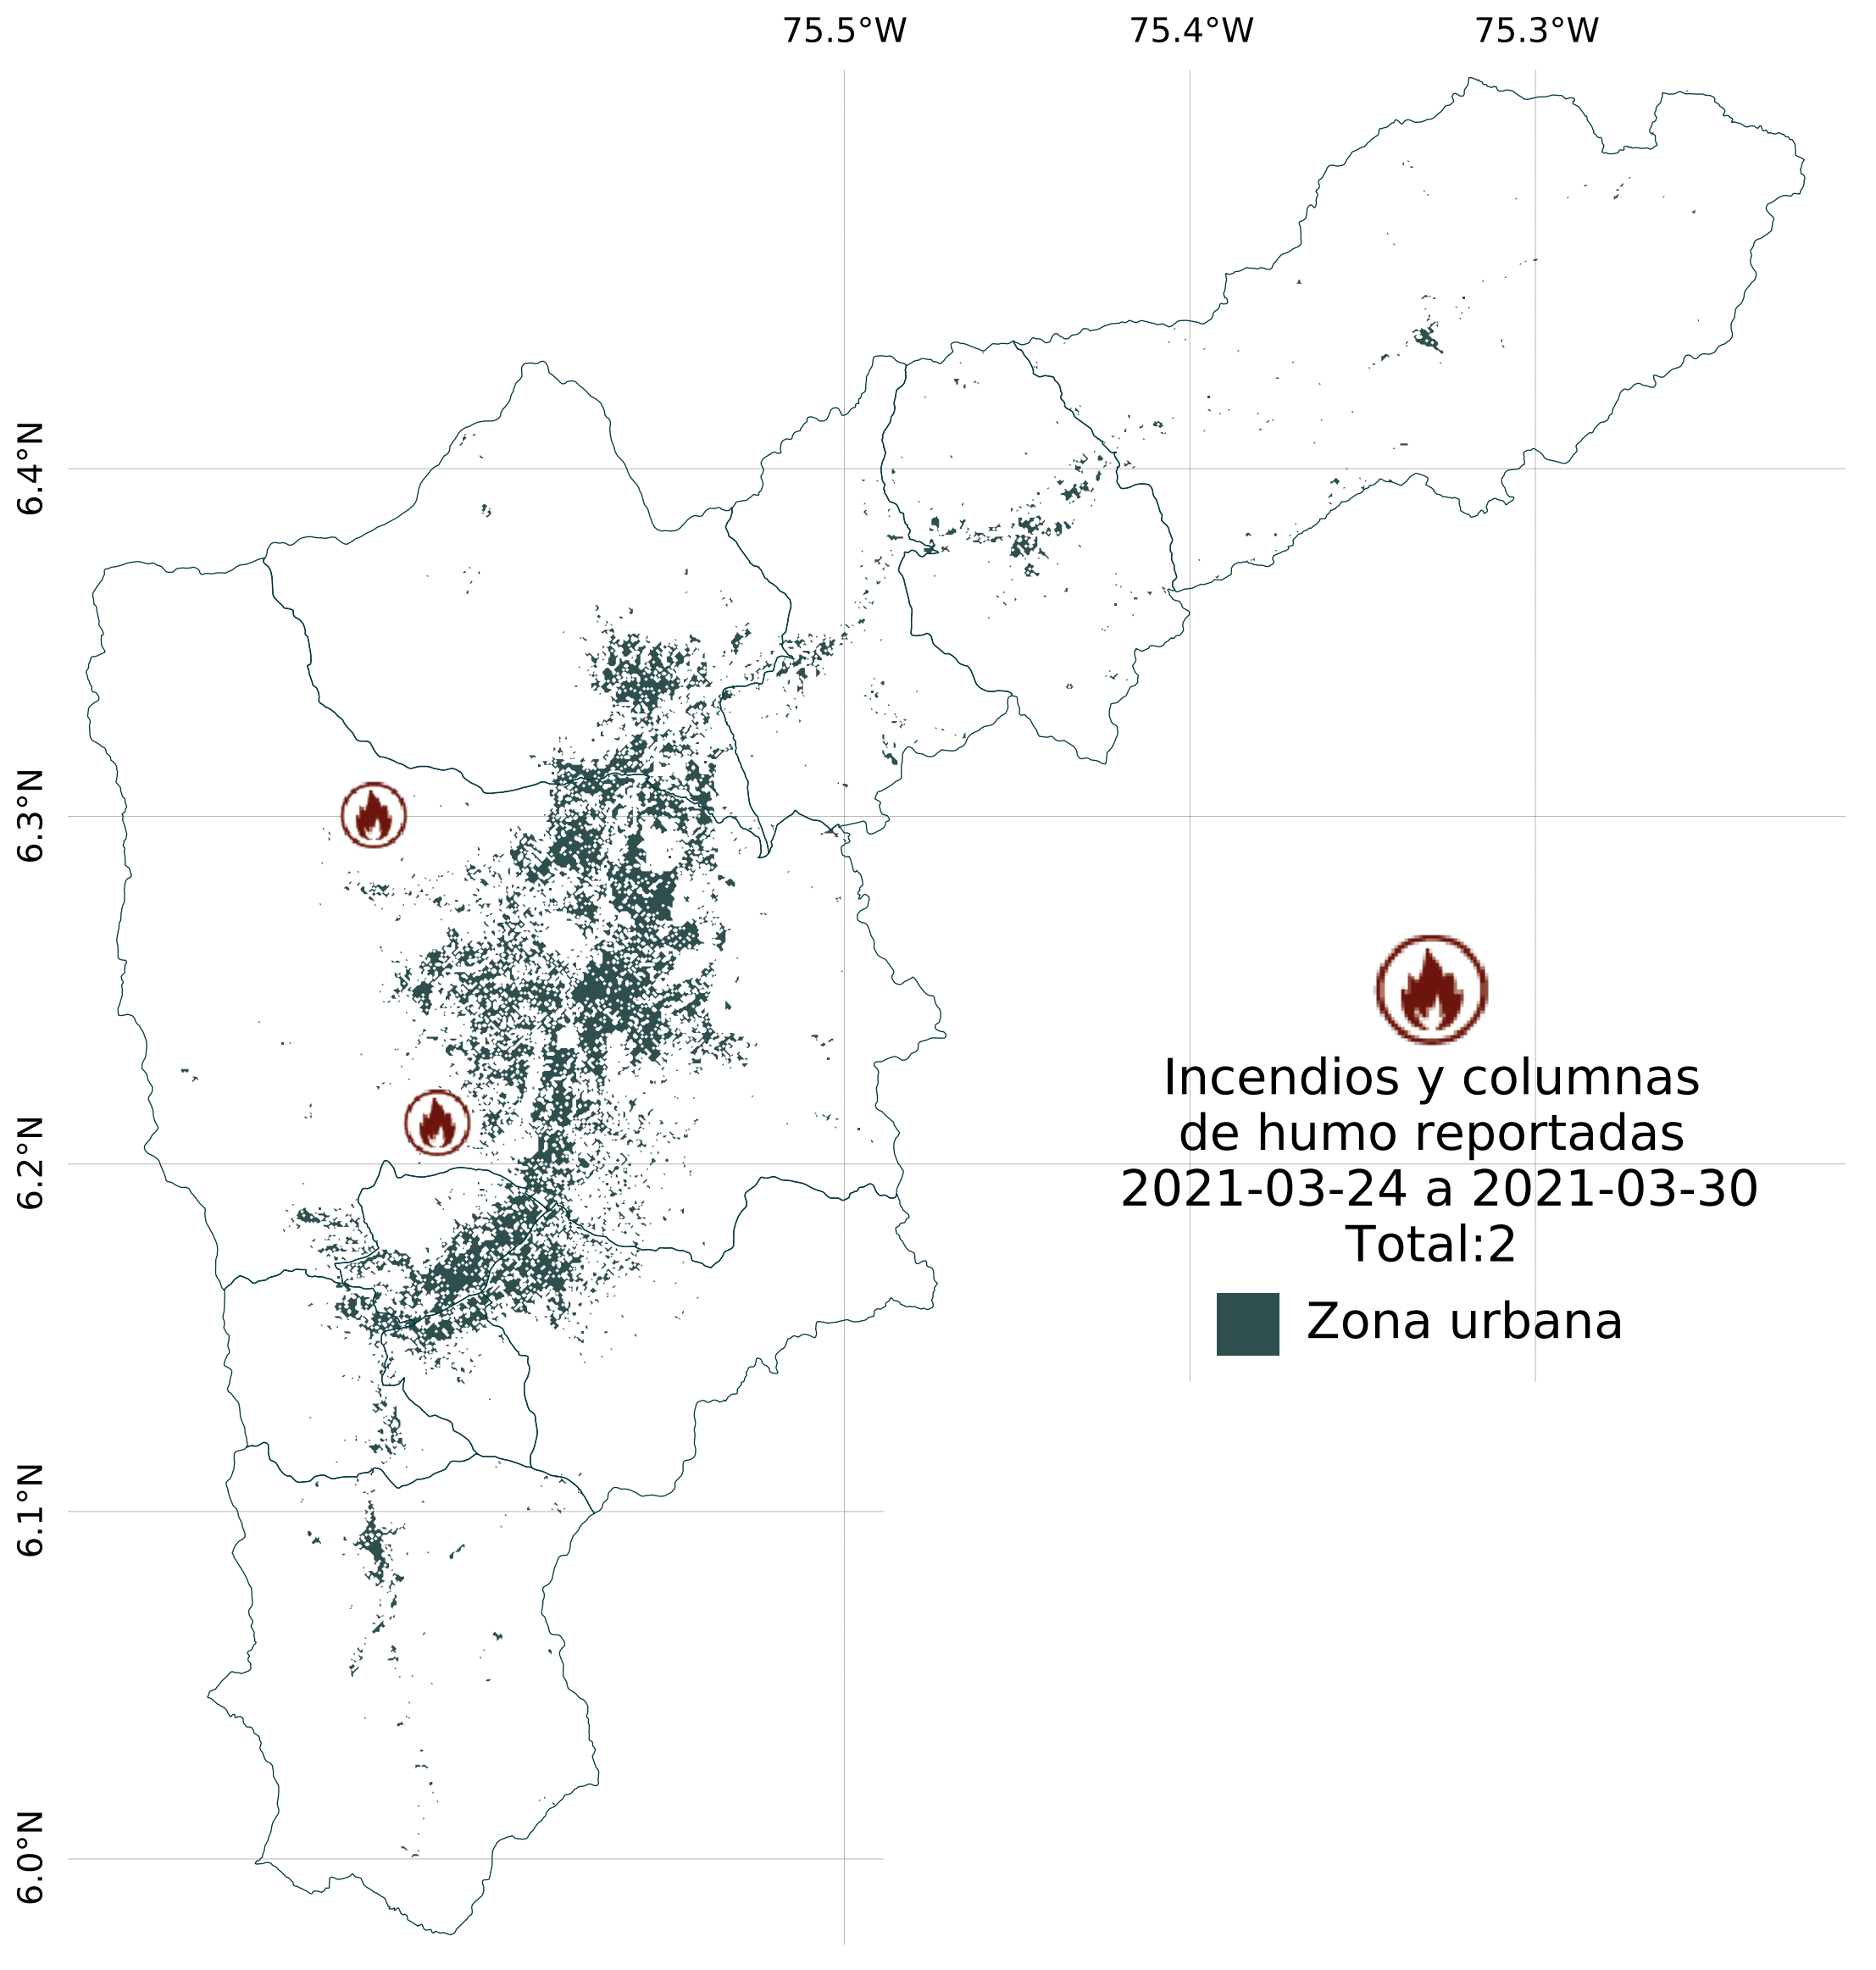 75.5°W 75.4°W 75.3°W
6.4°N
6.3°N
6.2°N
6.1°N
6.0°N
Incendios y columnas
de humo reportadas
2021-03-24 a 2021-03-30
Total:2
Zona urbana